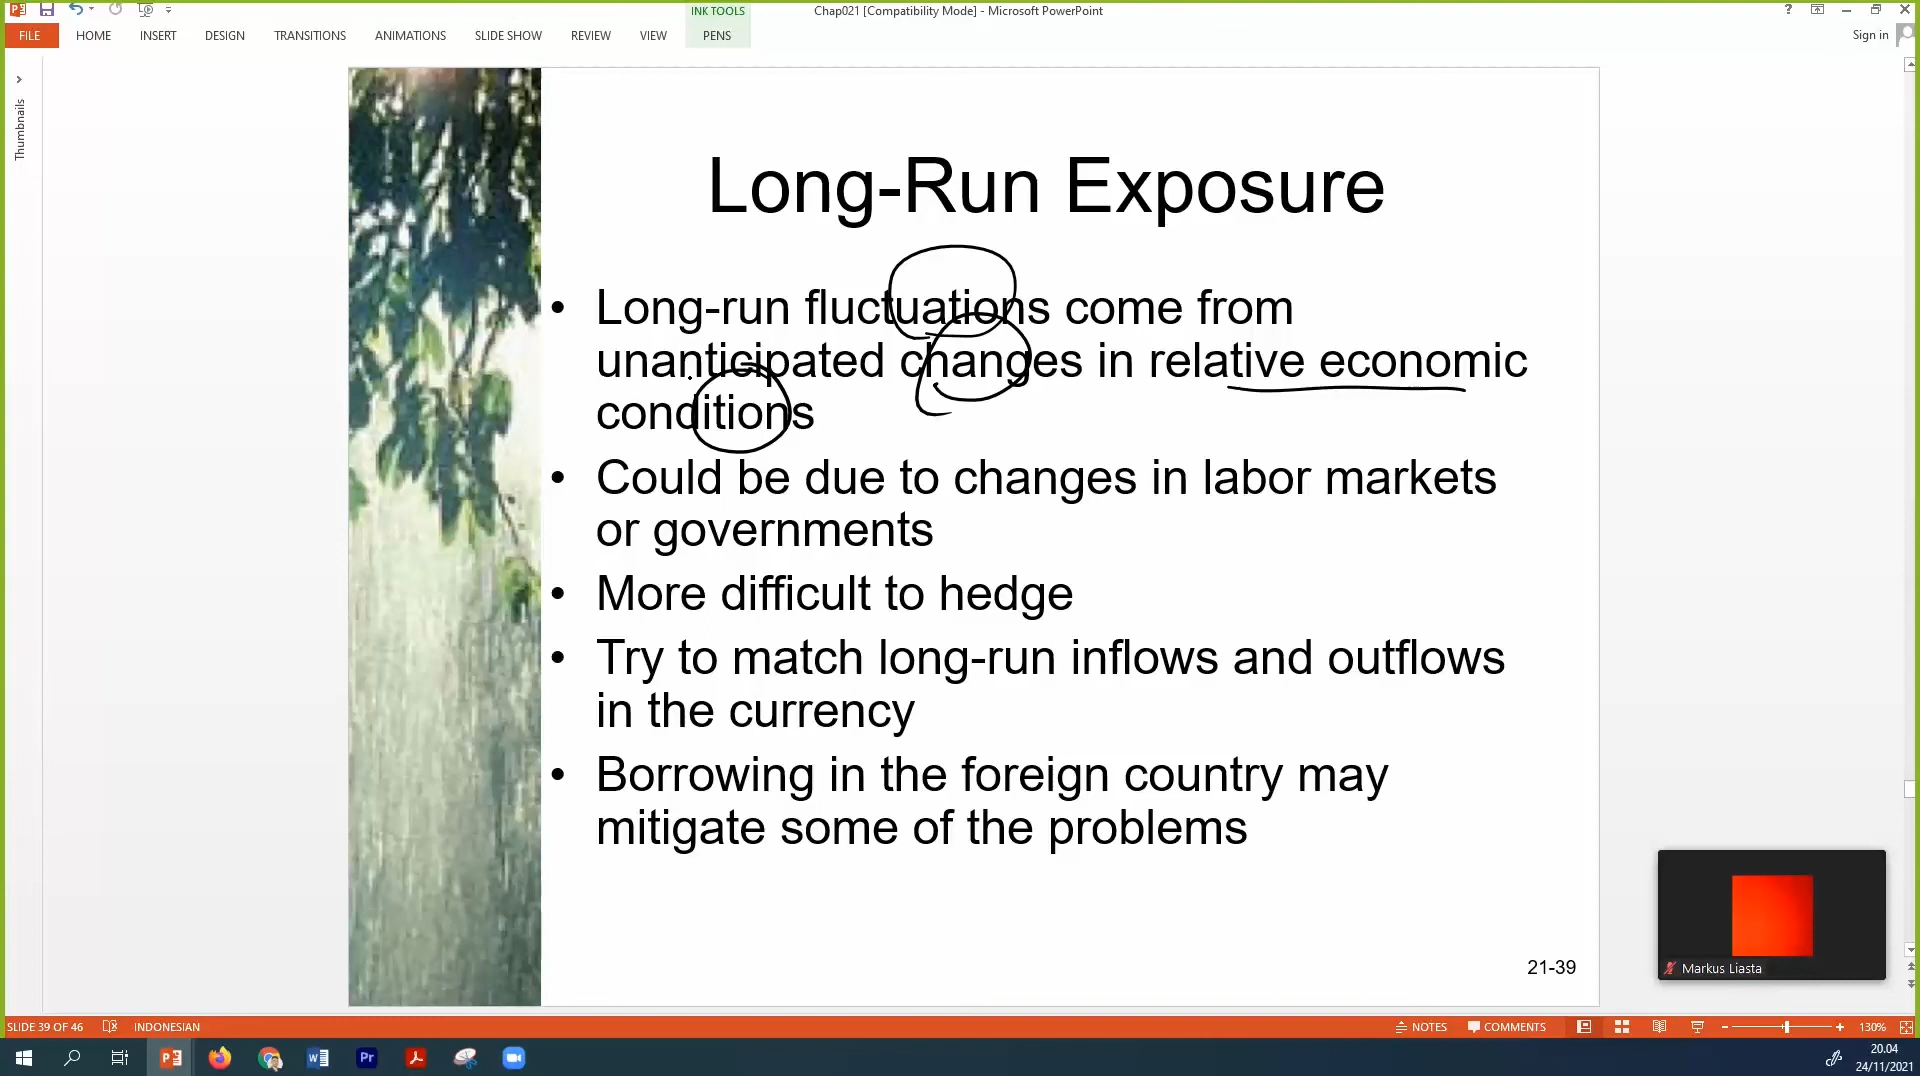 INK TOOLS
Chap021 [Compatibility Mode] - Microsoft PowerPoint
?
FILE HOME INSERT DESIGN TRANSITIONS ANIMATIONS SLIDE SHOW REVIEW VIEW PENS
Sign in
Thumbnails
Long-Run Exposure
• Long-run fluctuations come from
unanticipated changes in relative economic
conditions
• Could be due to changes in labor markets
or governments
• More difficult to hedge
• Try to match long-run inflows and outflows
in the currency
• Borrowing in the foreign country may
mitigate some of the problems
21-39
Markus Liasta
SLIDE 39 OF 46 INDONESIAN NOTES COMMENTS 130%
Pr
20.04
24/11/2021